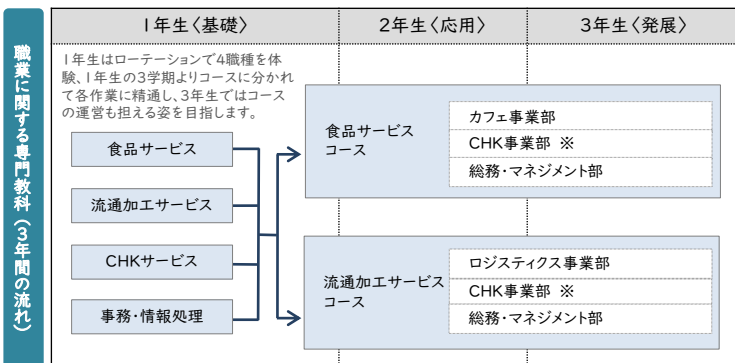 職業に関する専門教科(3年間の流れ)
1年生〈基礎〉
2年生〈応用〉
3年生〈発展〉
1年生はローテーションで4職種を体
験、1年生の3学期よりコースに分かれ
て各作業に精通し、3年生ではコース
の運営も担える姿を目指します。
食品サービス
流通加工サービス
CHKサービス
事務・情報処理
食品サービス
コース
カフェ事業部
CHK事業部 ※
総務・マネジメント部
流通加工サービス
コース
ロジスティクス事業部
CHK事業部 ※
総務・マネジメント部